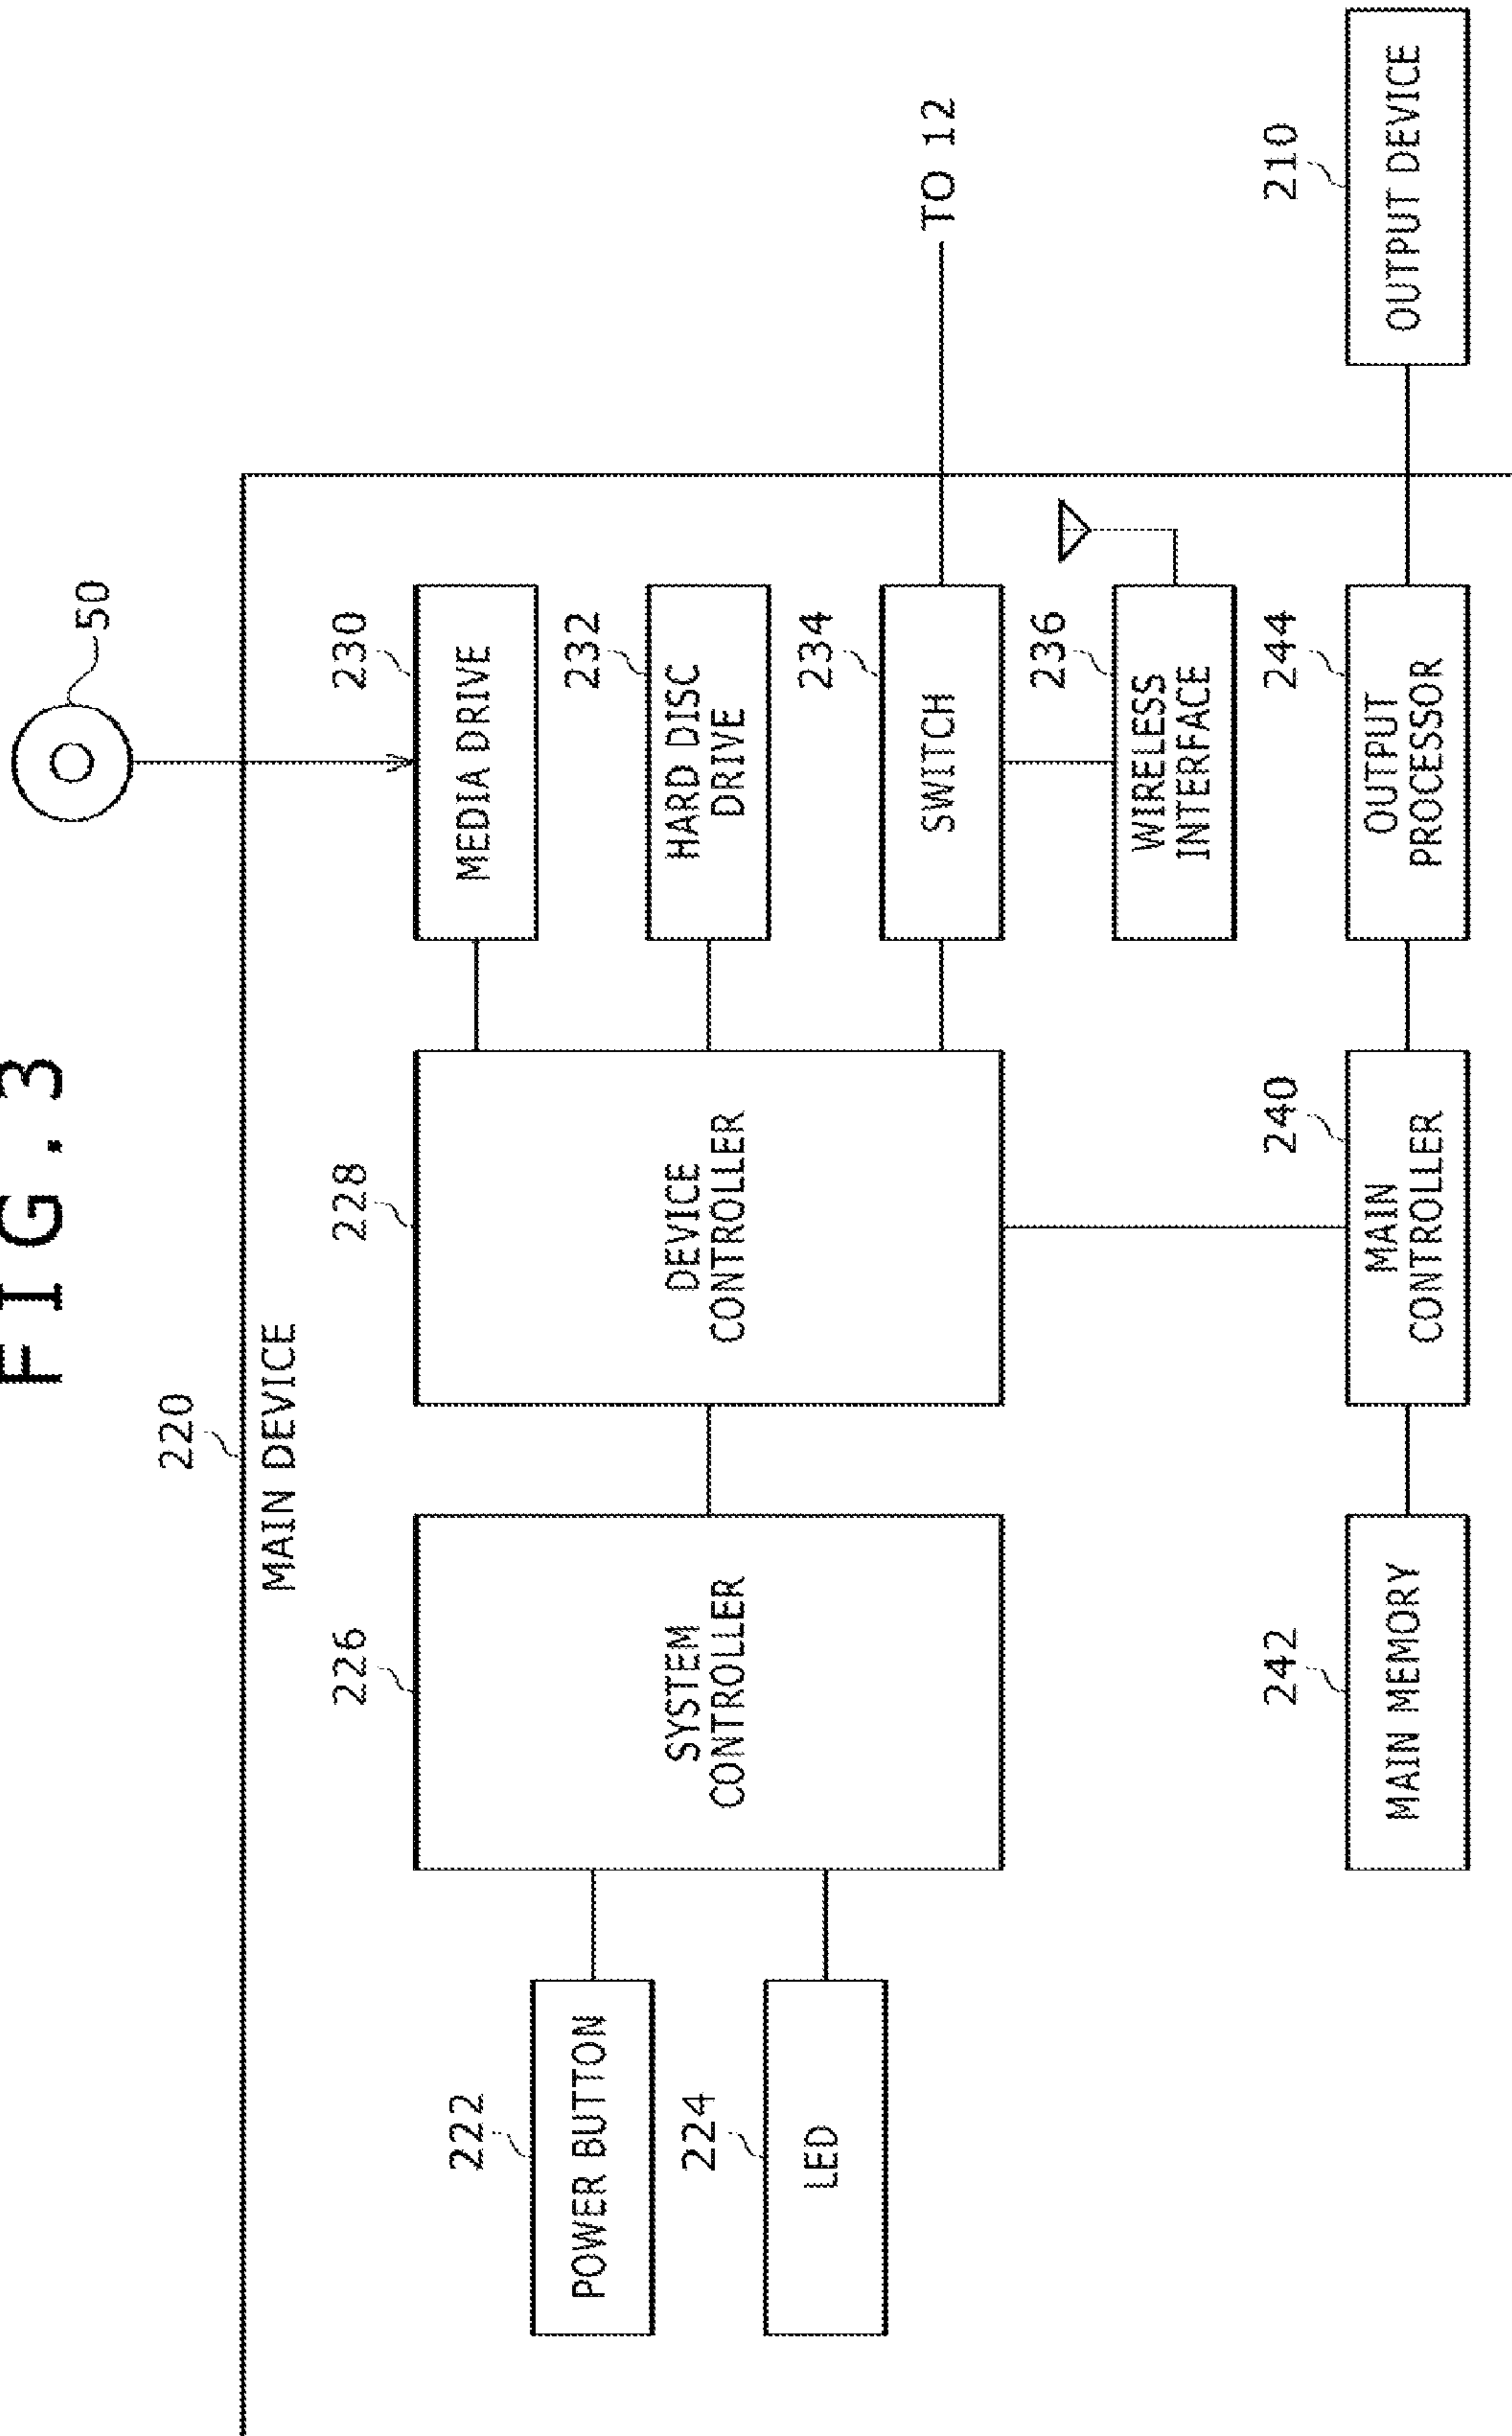 FIG.3
50
220
MAIN DEVICE
222
POWER BUTTON
224
LED
226
SYSTEM
CONTROLLER
228
DEVICE
CONTROLLER
230
MEDIA DRIVE
232
HARD DISC
DRIVE
234
SWITCH
TO 12
236
WIRELESS
INTERFACE
242
MAIN MEMORY
240
MAIN
CONTROLLER
244
OUTPUT
PROCESSOR
210
OUTPUT DEVICE